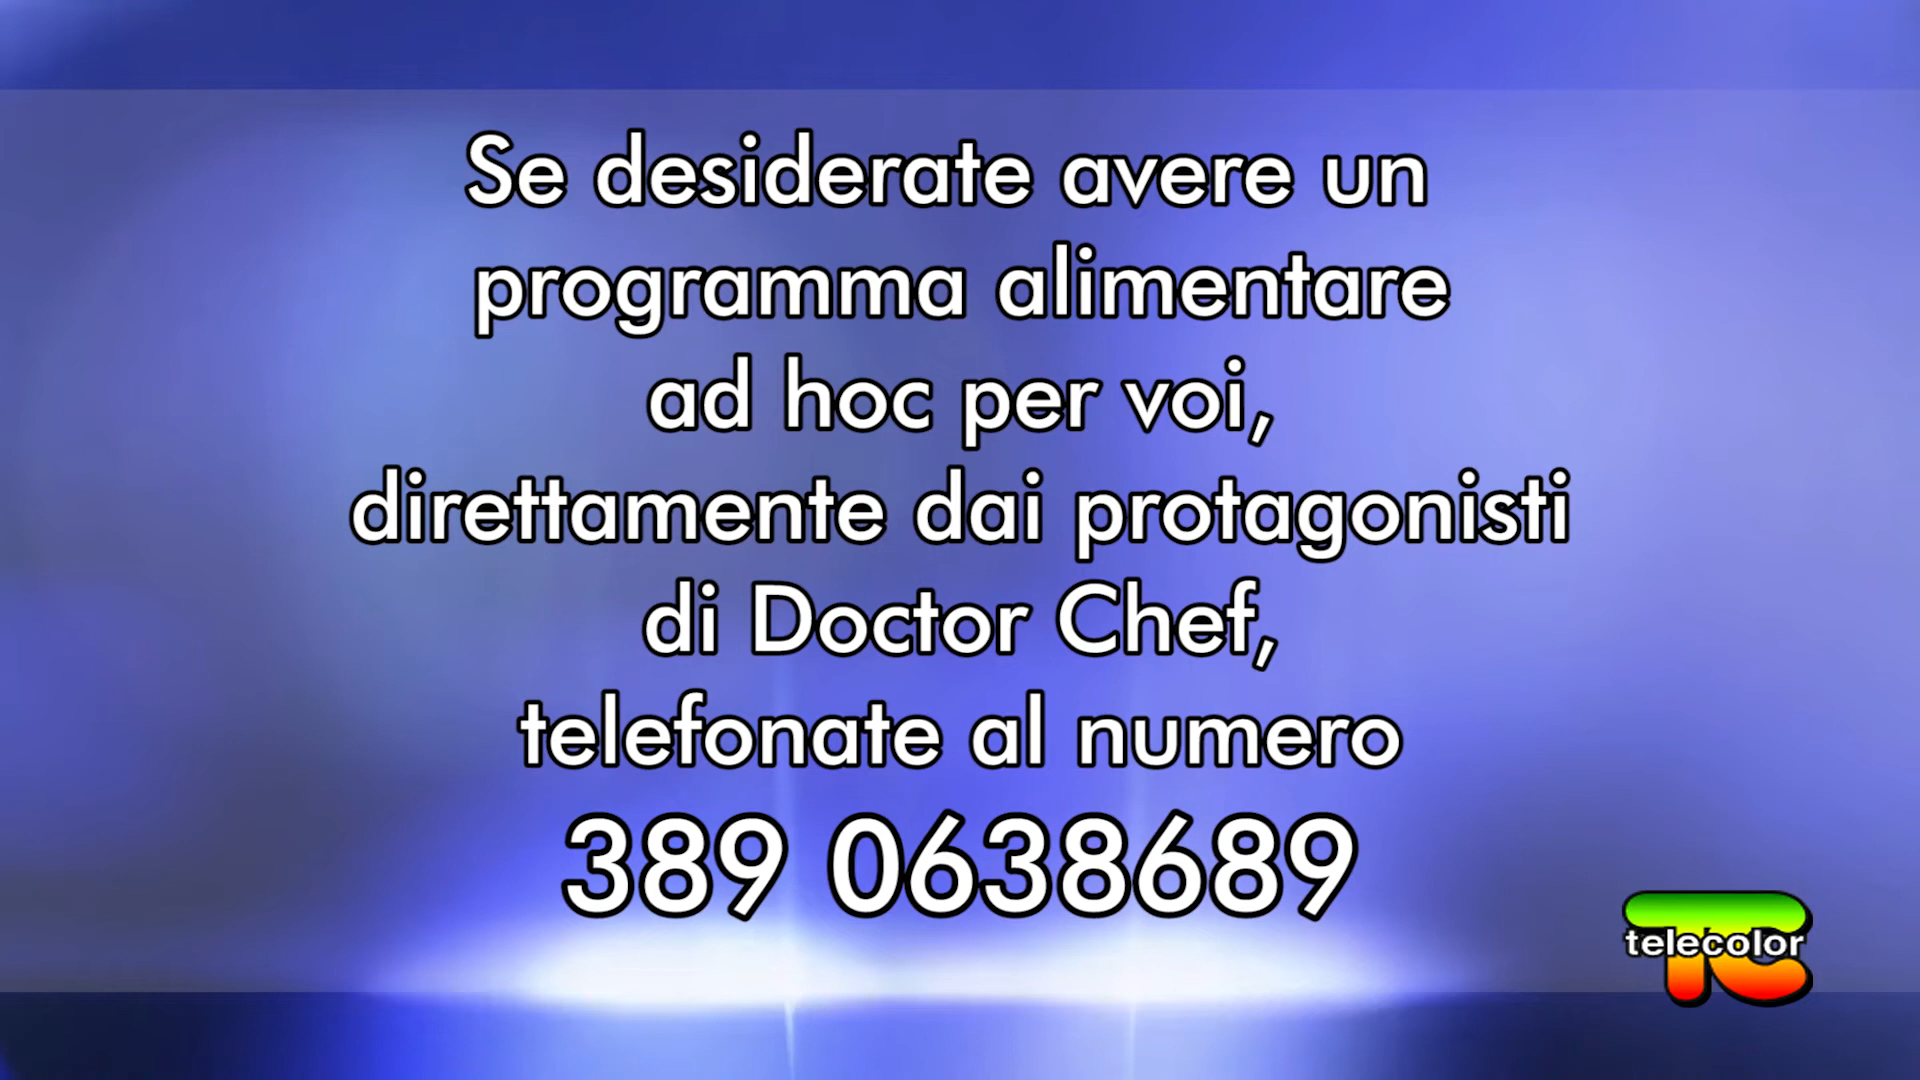 Se desiderate avere un
programma alimentare
ad hoc per voi,
direttamente dai protagonisti
di Doctor Chef,
telefonate al numero
389 0638689
TC
telecolor